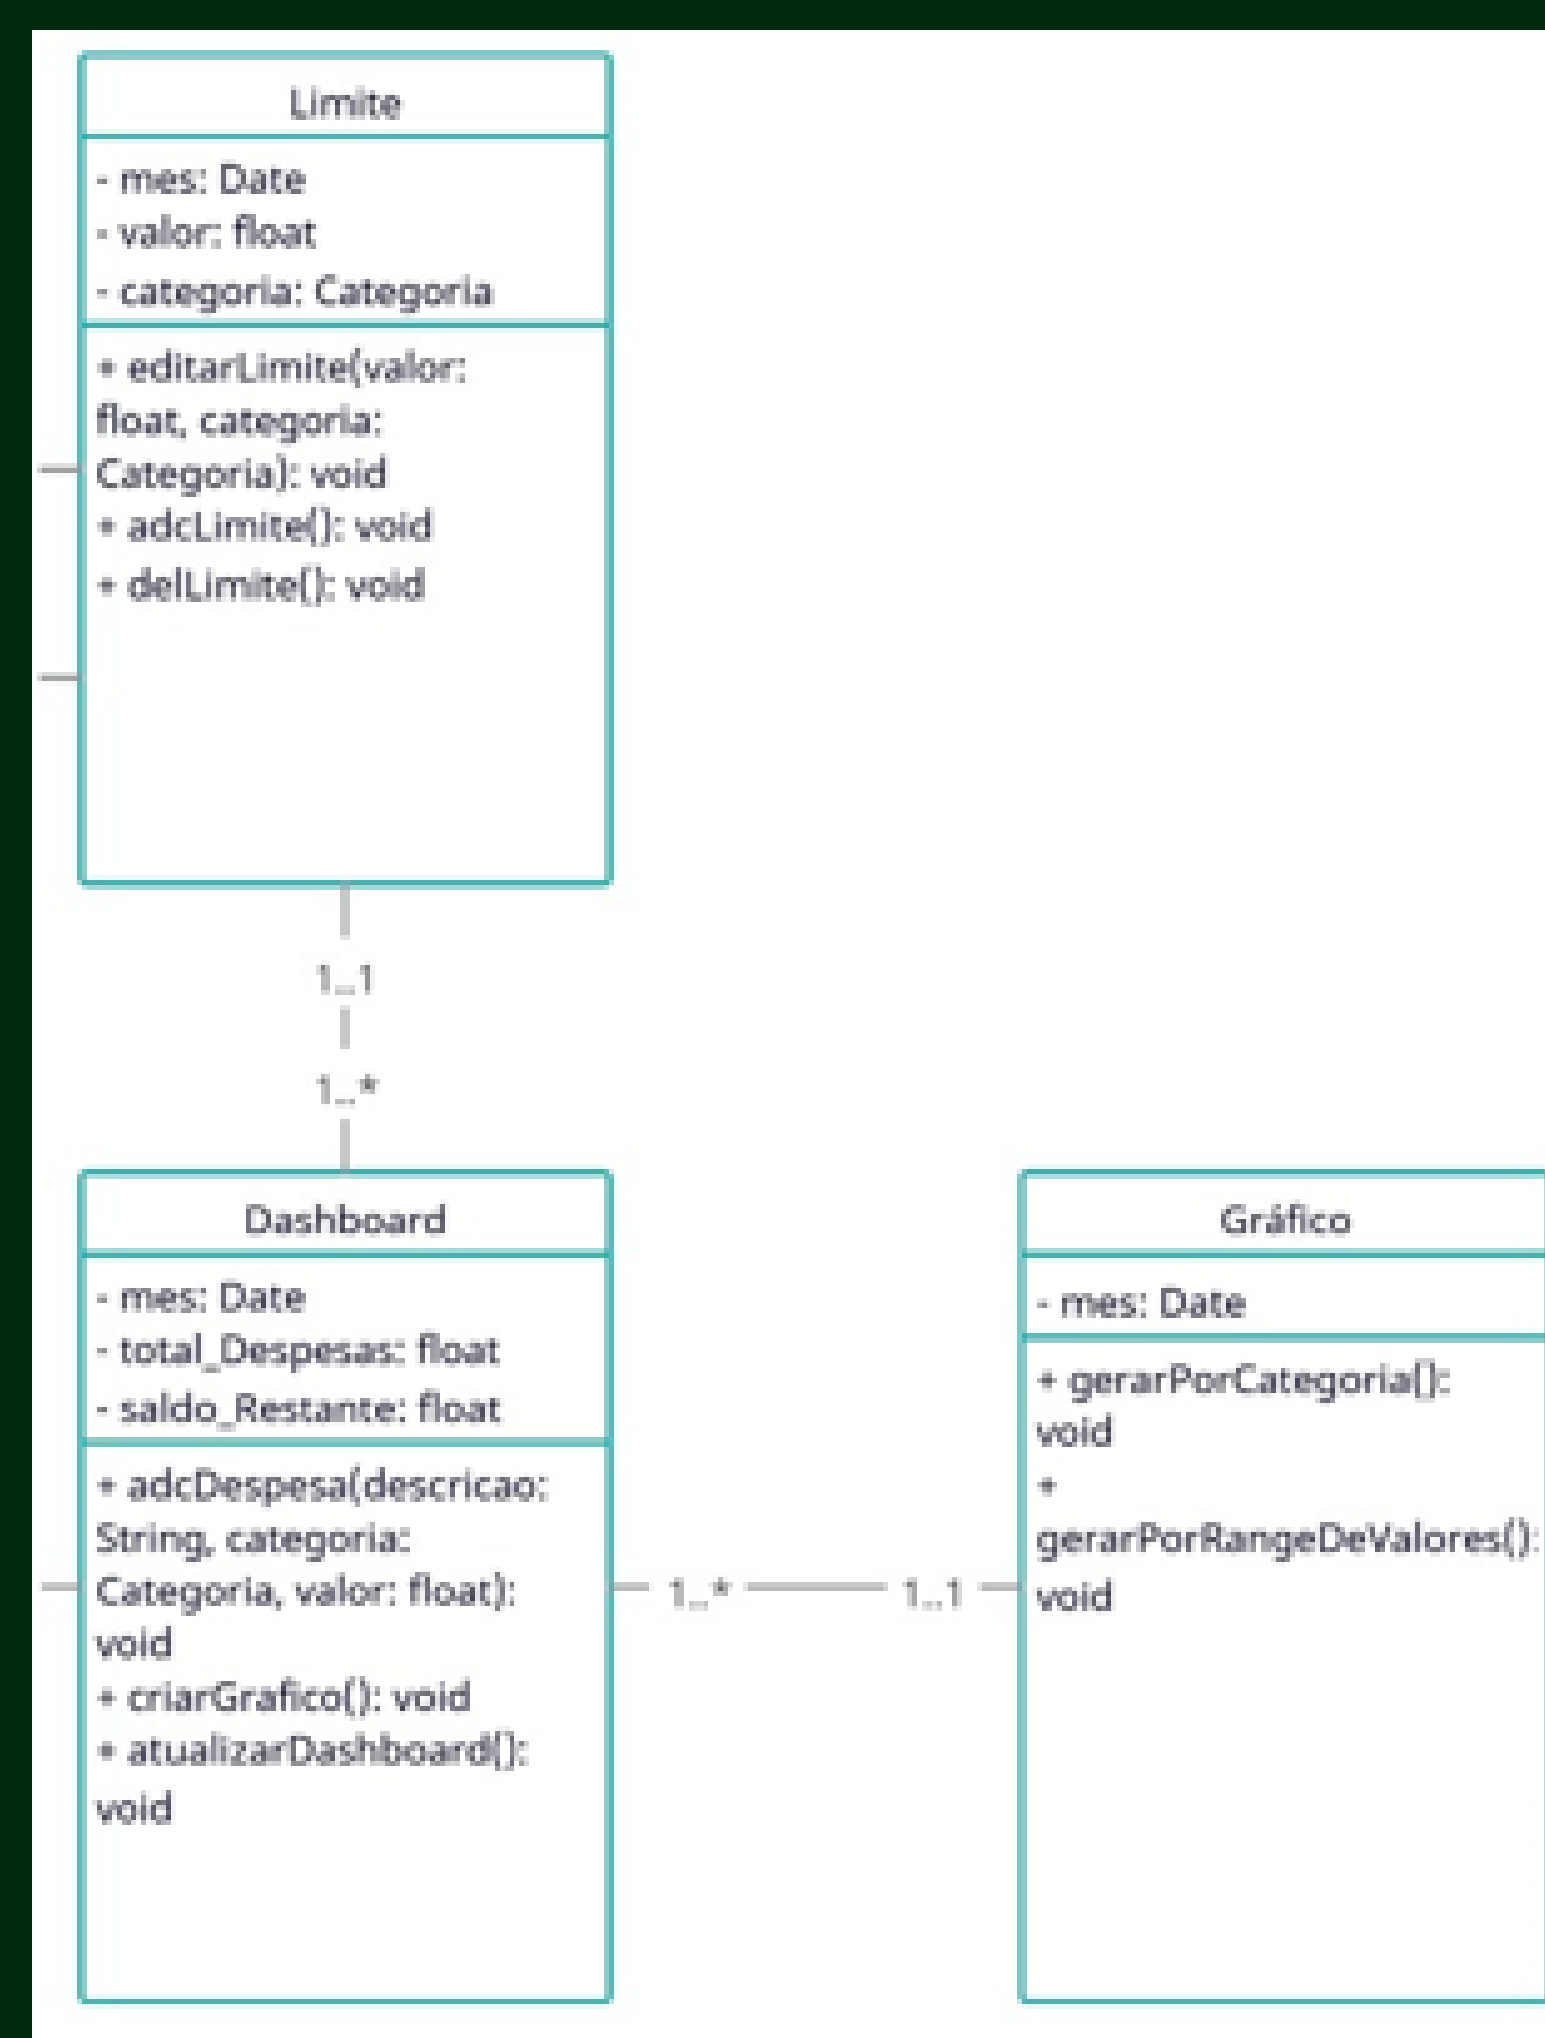 Limite
- mes: Date
- valor: float
- categoria: Categoria
+ editarLimite(valor:
float, categoria:
Categoria): void
+ adcLimite(): void
+ delLimite(): void
1..1
1..*
Dashboard
- mes: Date
- total_Despesas: float
- saldo_Restante: float
+ adcDespesa(descricao:
String, categoria:
Categoria, valor: float):
void
+ criarGrafico(): void
+ atualizarDashboard():
void
1..*
1..1
Gráfico
- mes: Date
+ gerarPorCategoria():
void
+
gerarPorRangeDeValores():
void